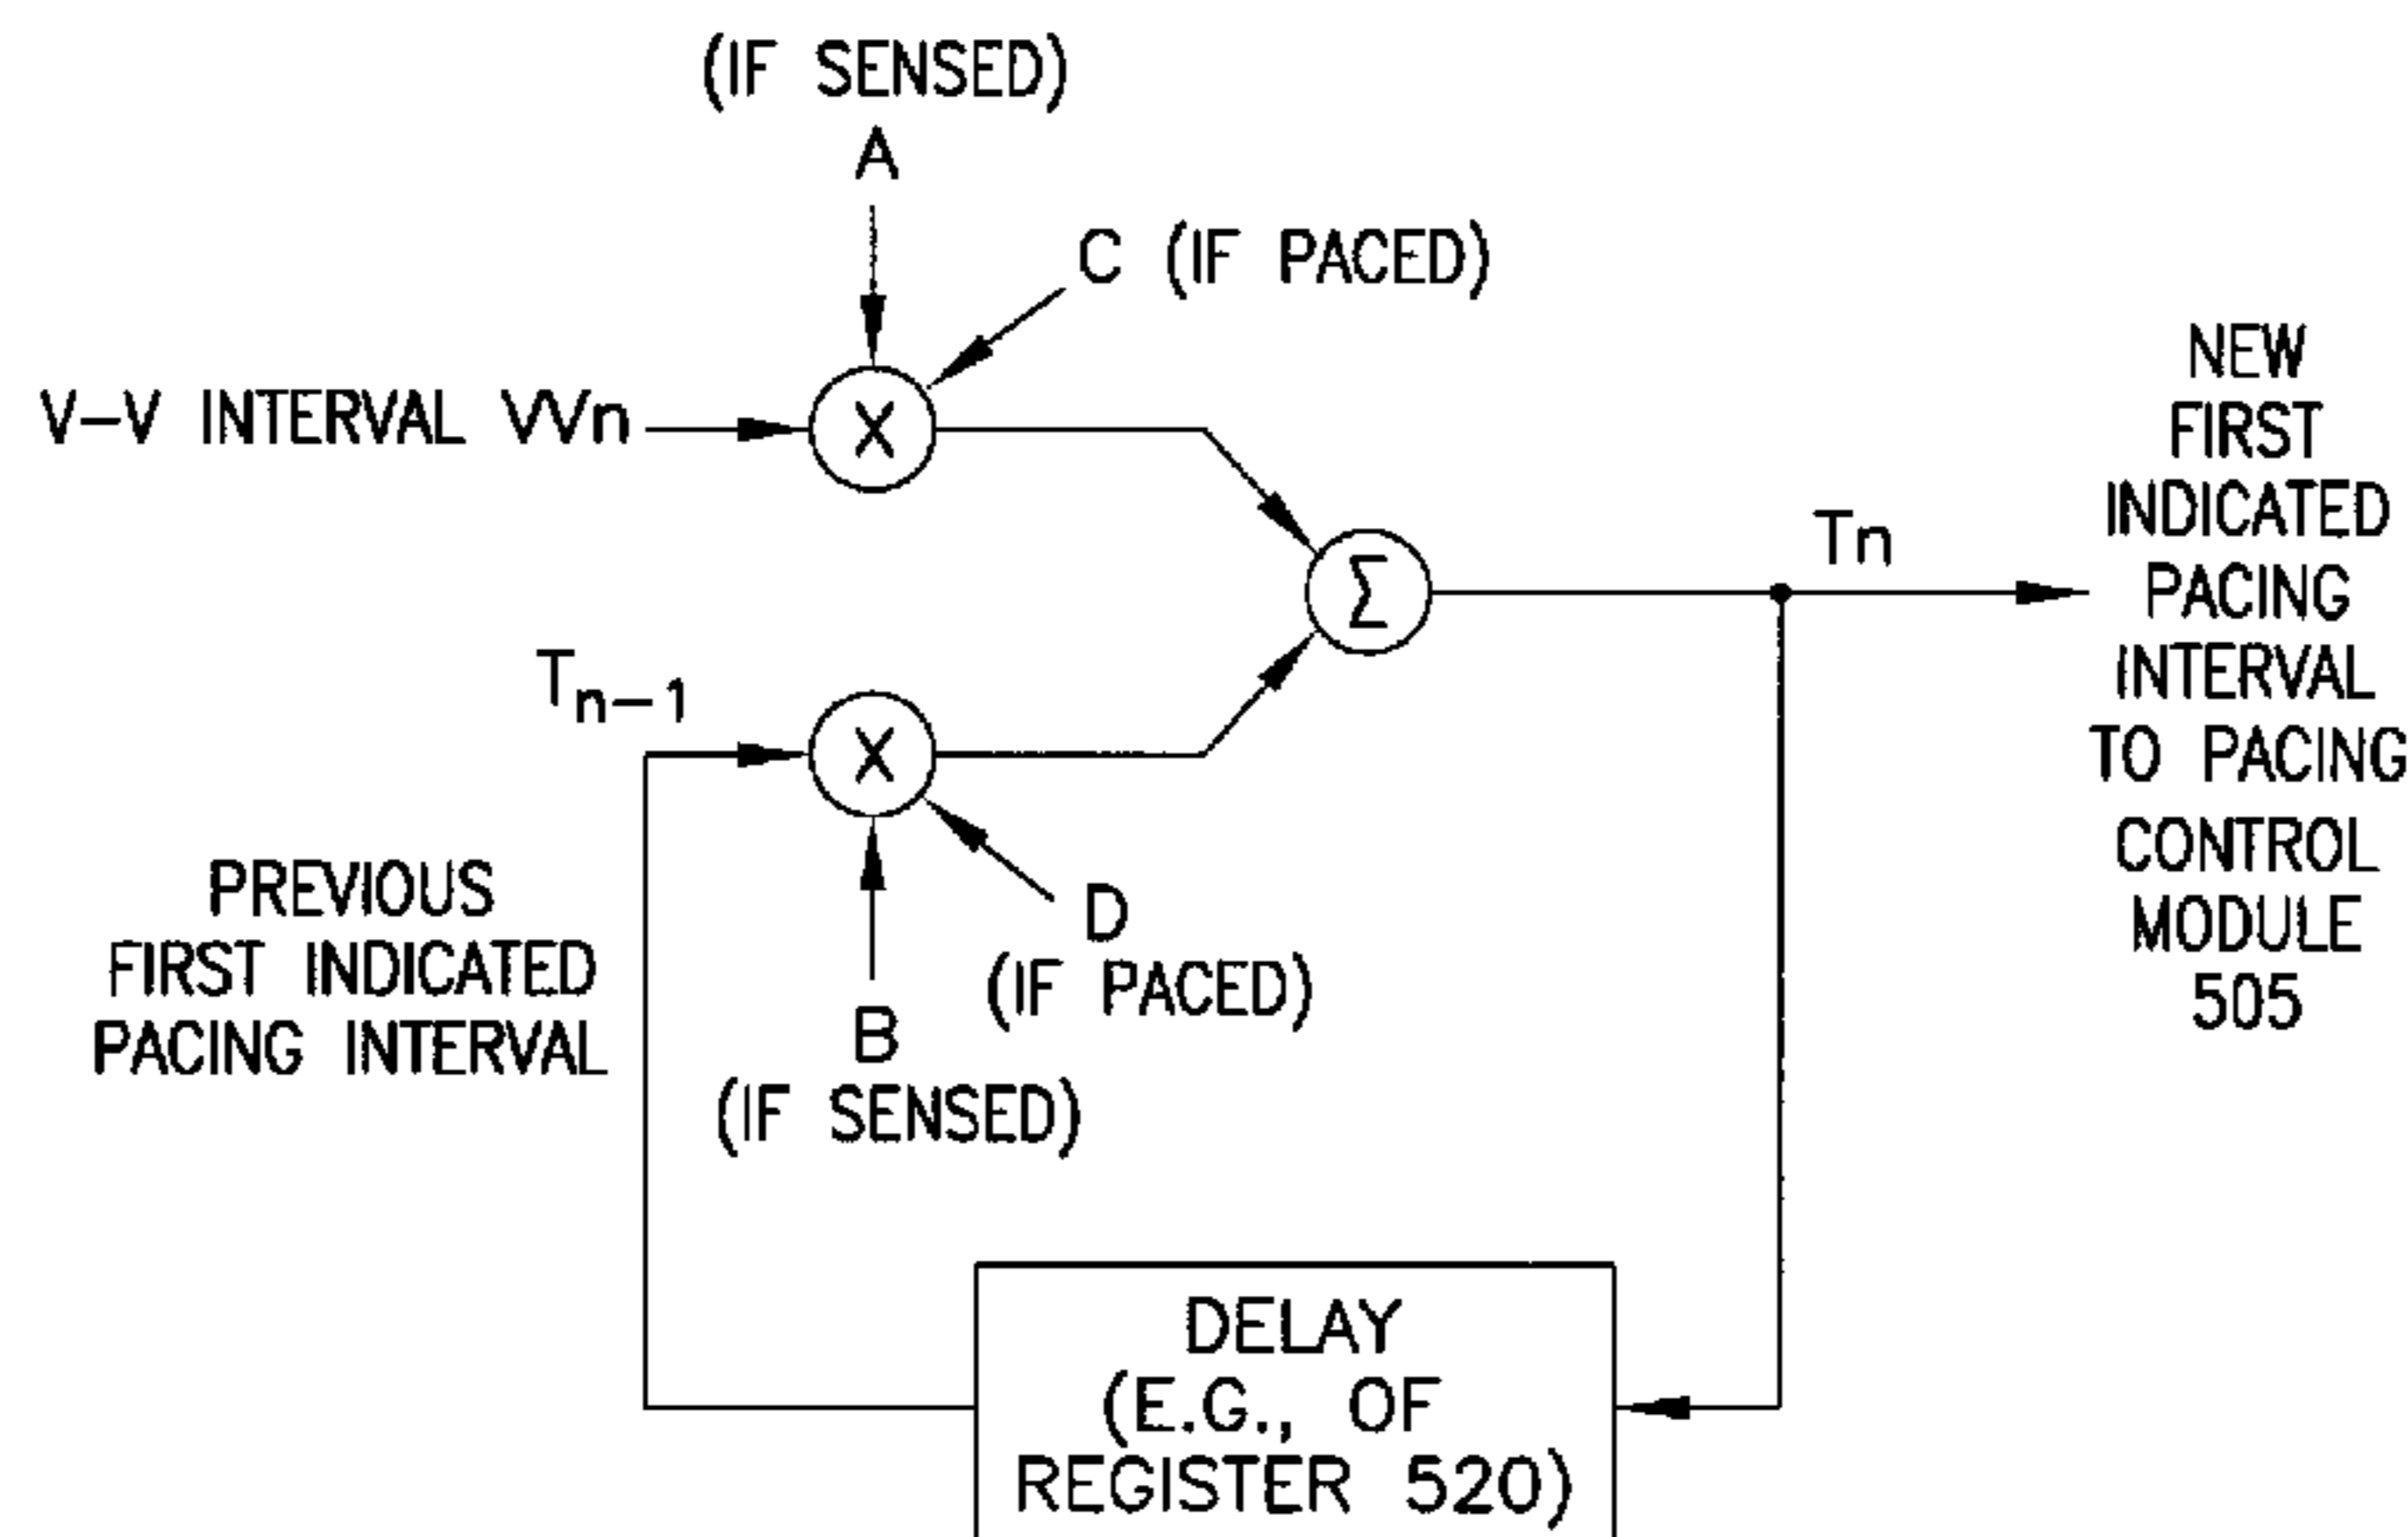 (IF SENSED)
A
C (IF PACED)
V-V INTERVAL VVn
X
Σ
Tn
NEW
FIRST
INDICATED
PACING
INTERVAL
TO PACING
CONTROL
MODULE
505
Tn-1
X
PREVIOUS
FIRST INDICATED
PACING INTERVAL
D
(IF PACED)
B
(IF SENSED)
DELAY
(E.G., OF
REGISTER 520)